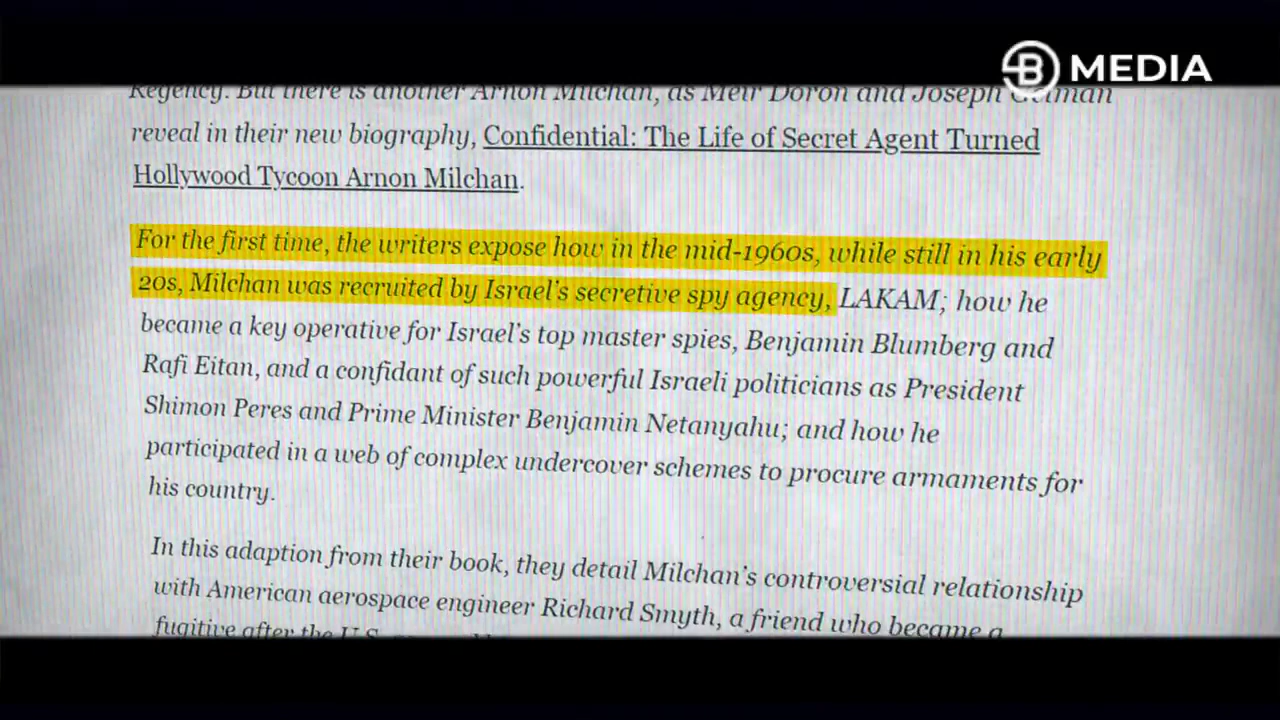 MEDIA
Regency. But there is another Arnon Milchan, as Meir Doron and Joseph Gelman
reveal in their new biography, Confidential: The Life of Secret Agent Turned
Hollywood Tycoon Arnon Milchan.
For the first time, the writers expose how in the mid-1960s, while still in his early
20s, Milchan was recruited by Israel's secretive spy agency, LAKAM; how he
became a key operative for Israel's top master spies, Benjamin Blumberg and
Rafi Eitan, and a confidant of such powerful Israeli politicians as President
Shimon Peres and Prime Minister Benjamin Netanyahu; and how he
participated in a web of complex undercover schemes to procure armaments for
his country.
In this adaption from their book, they detail Milchan's controversial relationship
with American aerospace engineer Richard Smyth, a friend who became a
fugitive after the U.S.